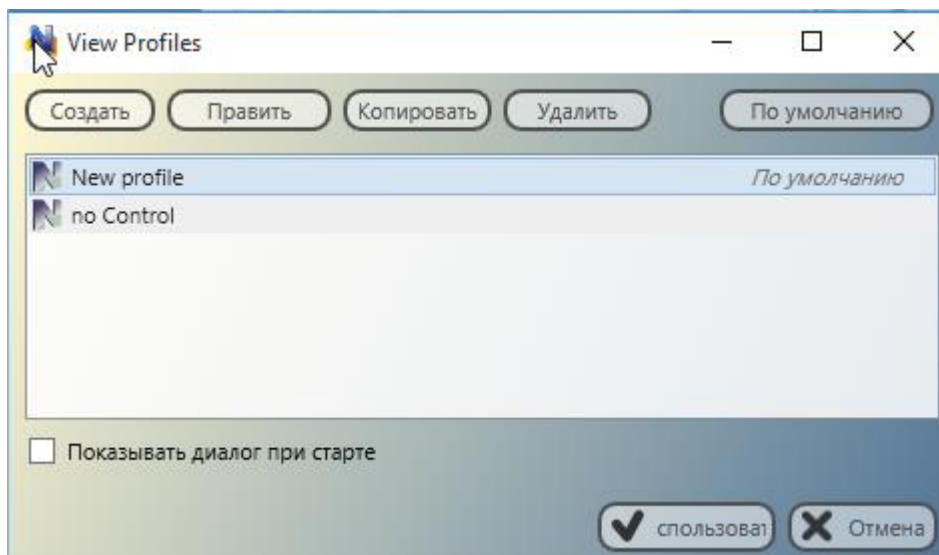 View Profiles
Создать Править Копировать Удалить По умолчанию
New profile По умолчанию
no Control
Показывать диалог при старте
спользоват Отмена